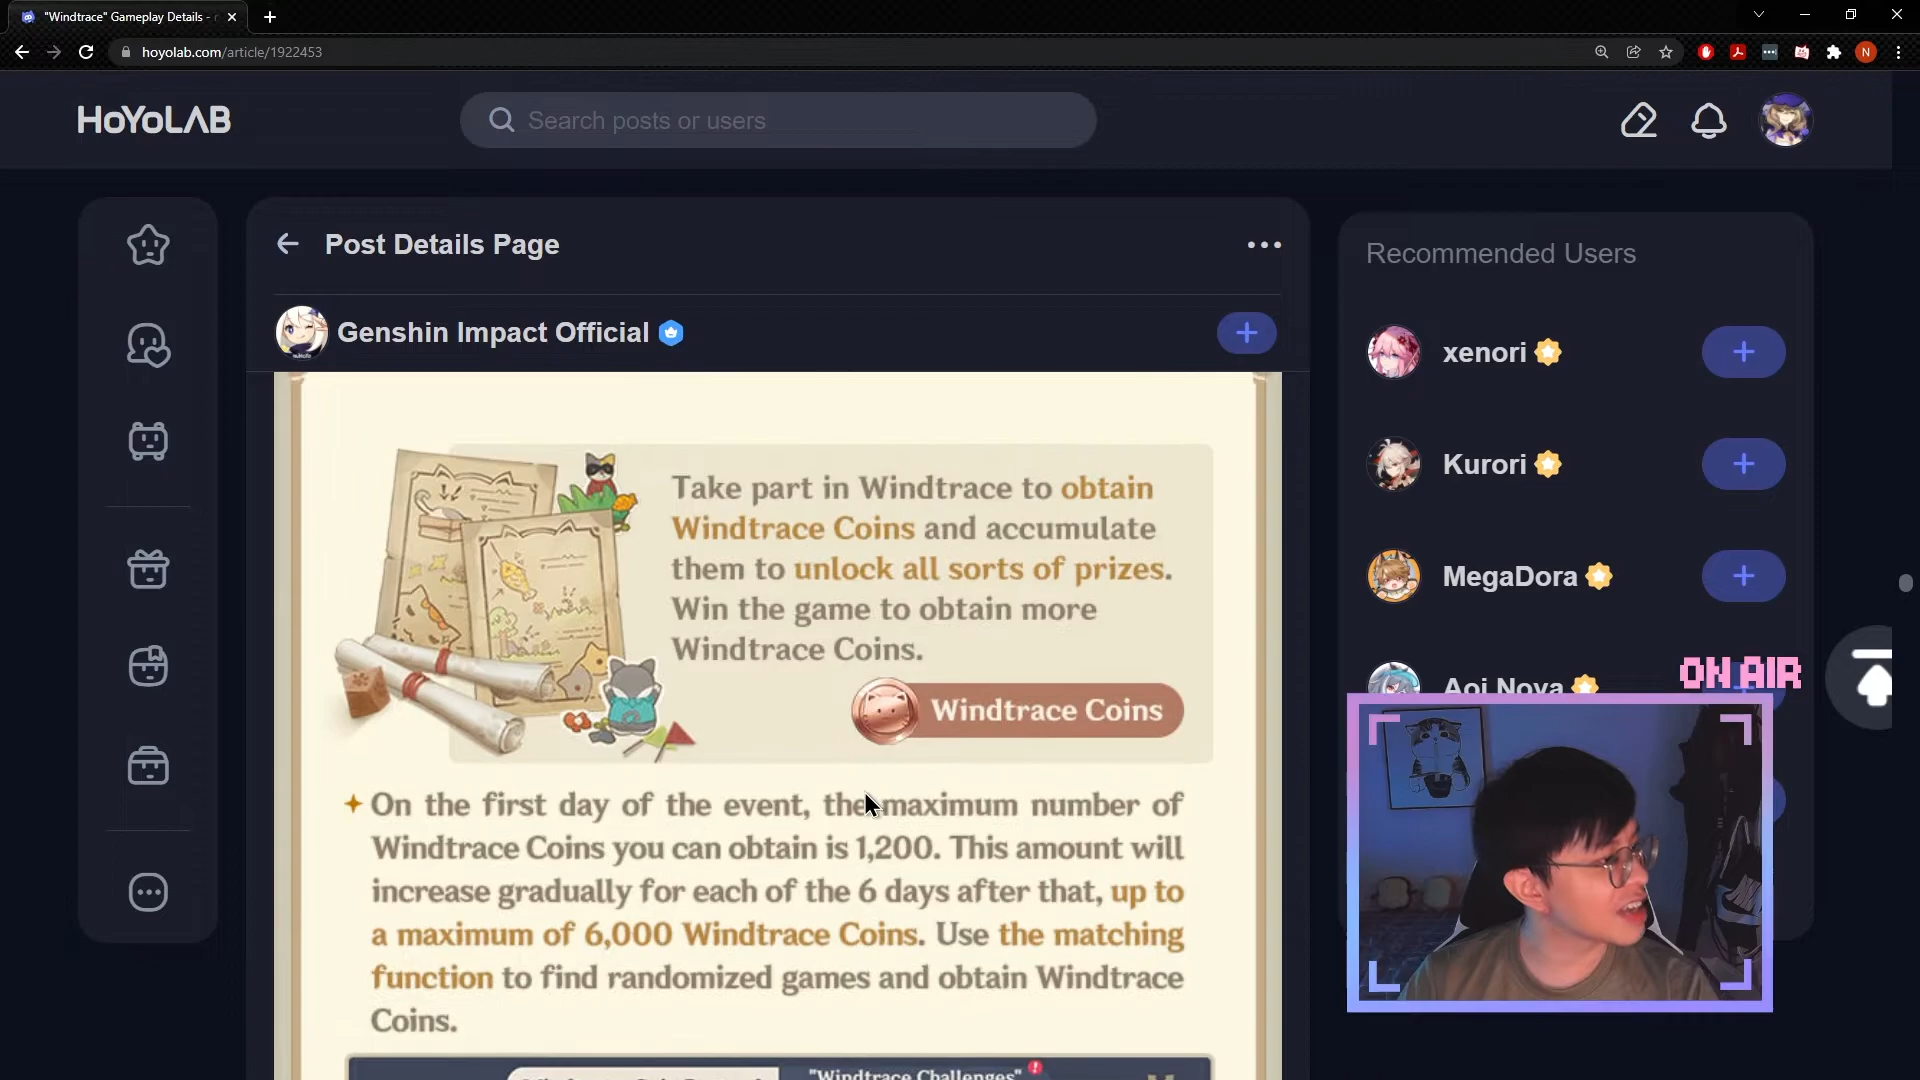 "Windtrace" Gameplay Details -
hoyolab.com/article/1922453
N
HoYoLAB
Search posts or users
Post Details Page
Recommended Users
Genshin Impact Official
xenori
Kurori
MegaDora
Aoi Nova
ON AIR
Take part in Windtrace to obtain
Windtrace Coins and accumulate
them to unlock all sorts of prizes.
Win the game to obtain more
Windtrace Coins.
Windtrace Coins
On the first day of the event, the maximum number of
Windtrace Coins you can obtain is 1,200. This amount will
increase gradually for each of the 6 days after that, up to
a maximum of 6,000 Windtrace Coins. Use the matching
function to find randomized games and obtain Windtrace
Coins.
"Windtrace Challenges"